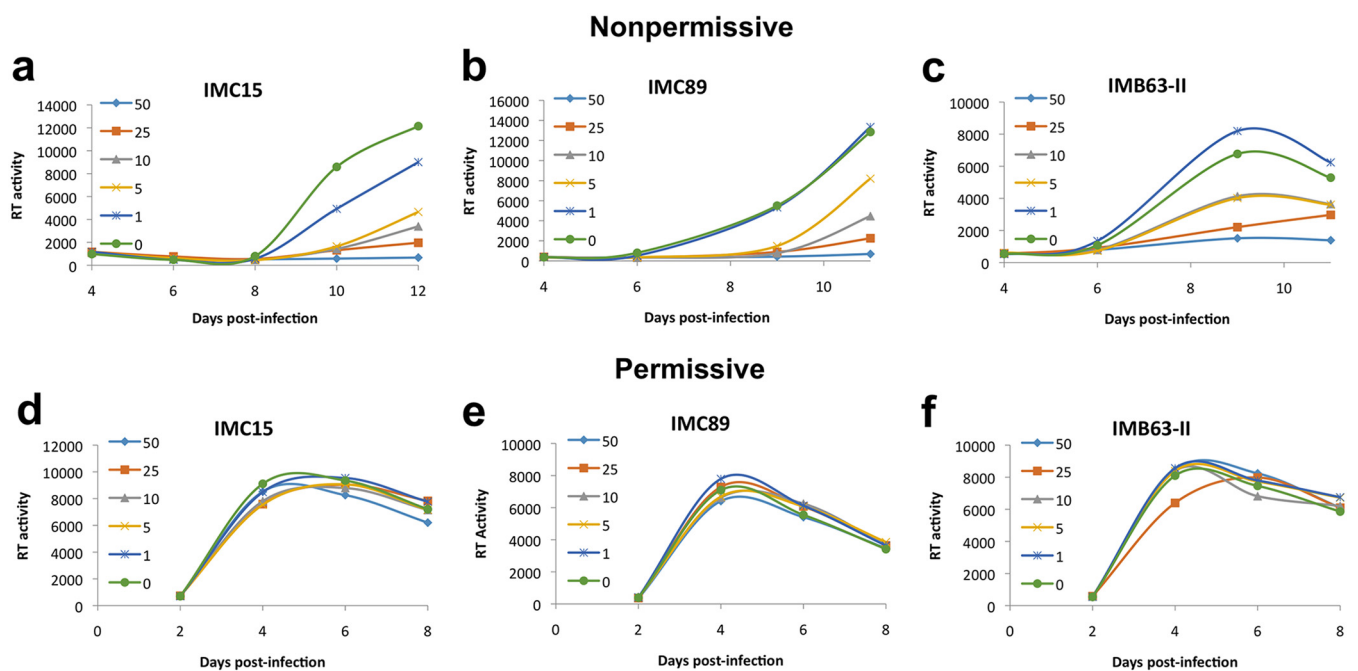 Nonpermissive
a
IMC15
14000
12000
10000
8000
6000
4000
2000
0
RT activity
50
25
10
5
1
0
4 6 8 10 12
Days post-infection
b
IMC89
16000
14000
12000
10000
8000
6000
4000
2000
0
RT activity
50
25
10
5
1
0
4 6 8 10
Days post-infection
c
IMB63-II
10000
8000
6000
4000
2000
0
RT activity
50
25
10
5
1
0
4 6 8 10
Days post-infection
Permissive
d
IMC15
12000
10000
8000
6000
4000
2000
0
RT activity
50
25
10
5
1
0
0 2 4 6 8
Days post-infection
e
IMC89
10000
8000
6000
4000
2000
0
RT Activity
50
25
10
5
1
0
0 2 4 6 8
Days post-infection
f
IMB63-II
10000
8000
6000
4000
2000
0
RT activity
50
25
10
5
1
0
0 2 4 6 8
Days post-infection